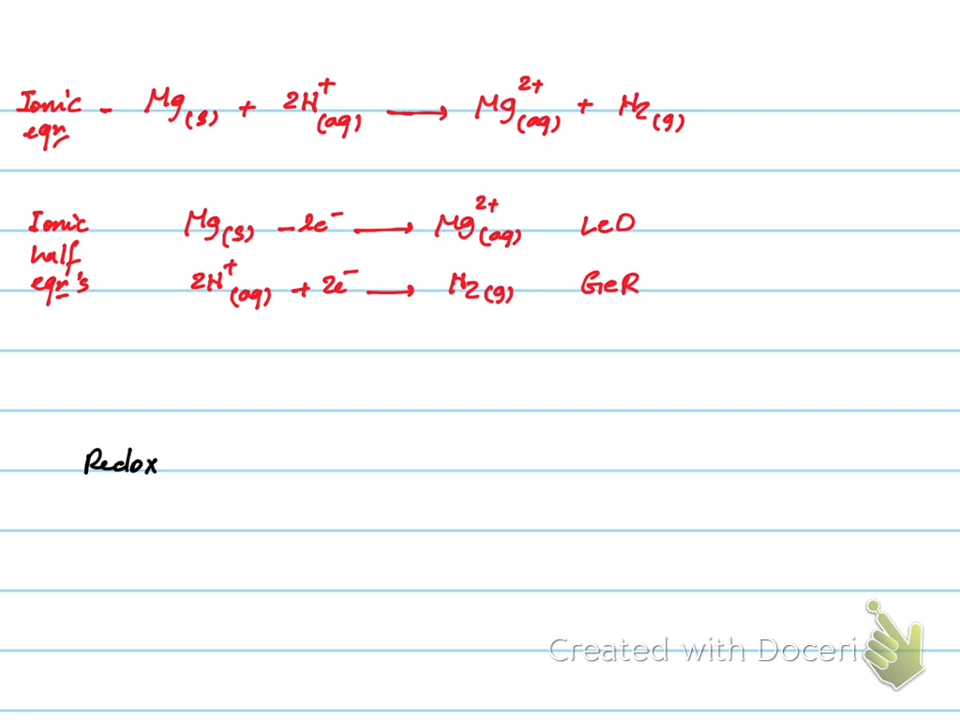 Ionic eqn - Mg(s) + 2H⁺(aq) ⟶ Mg²⁺(aq) + H₂(g)
Ionic half eqn's Mg(s) - 2e⁻ ⟶ Mg²⁺(aq) LeO
2H⁺(aq) + 2e⁻ ⟶ H₂(g) GeR
Redox
Created with Doceri